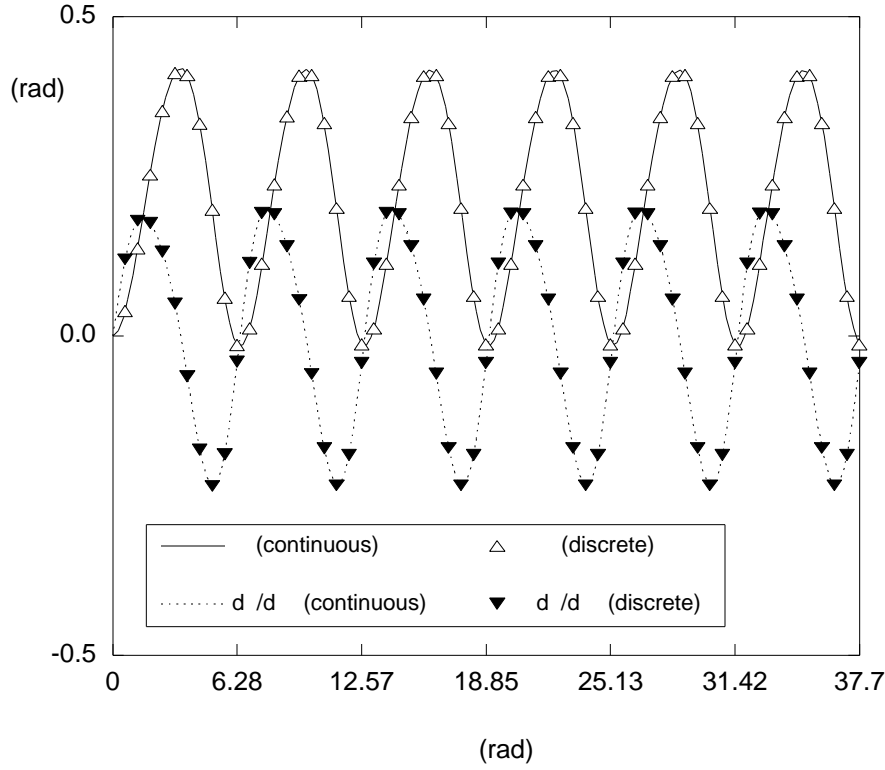 0.5
(rad)
0.0
(continuous) (discrete)
d /d (continuous) d /d (discrete)
-0.5
0 6.28 12.57 18.85 25.13 31.42 37.7
(rad)